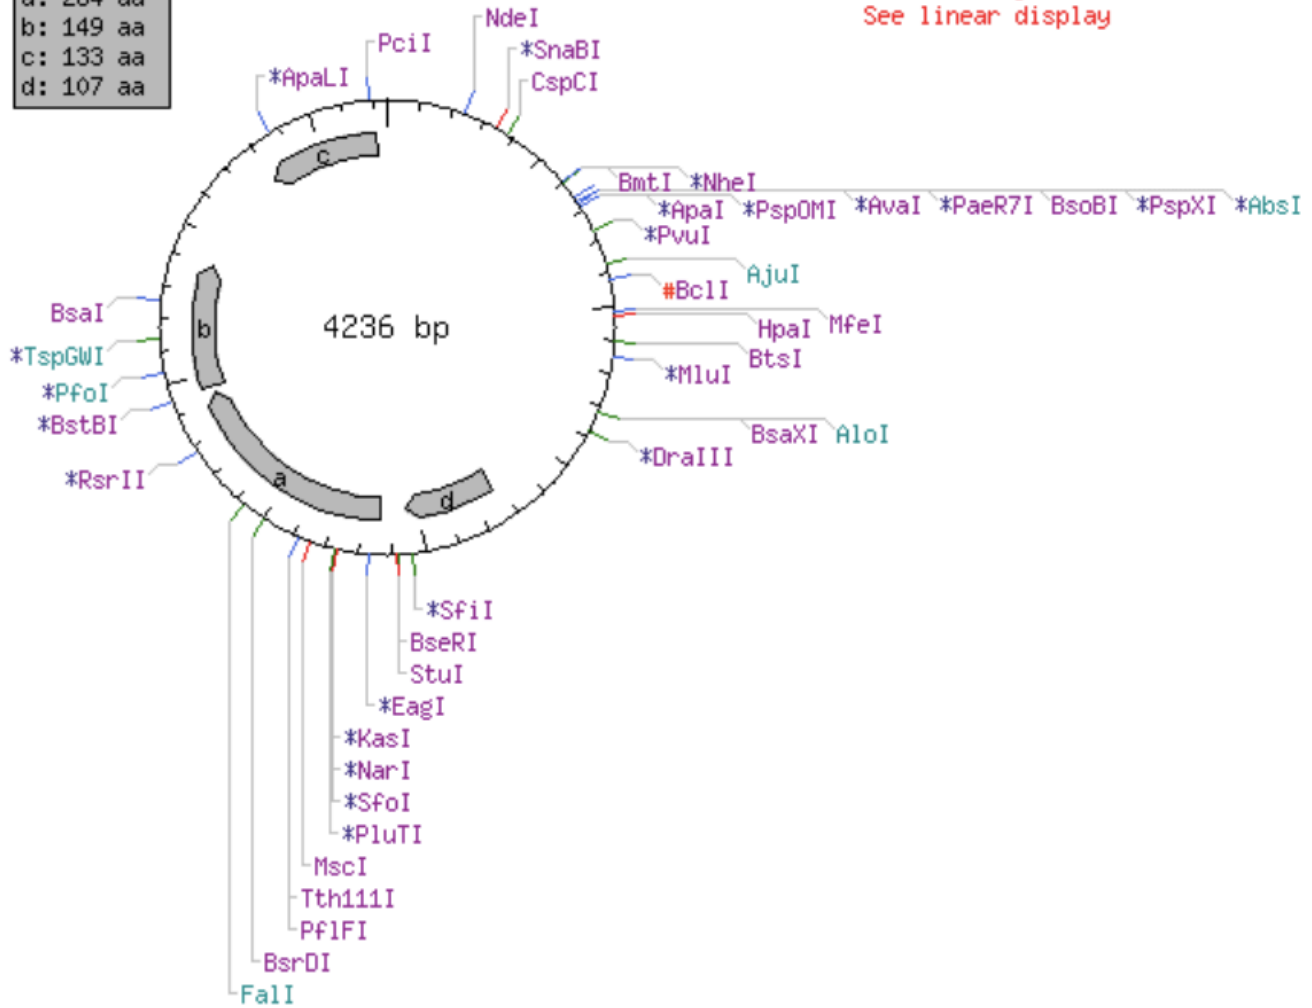 b: 149 aa
c: 133 aa
d: 107 aa
See linear display
NdeI
PciI
*SnaBI
*ApaLI
CspCI
c
BmtI *NheI
*ApaI *PspOMI *AvaI *PaeR7I BsoBI *PspXI *AbsI
*PvuI
AjuI
#BclI
BsaI
b
4236 bp
HpaI MfeI
*TspGWI
BtsI
*MluI
*PfoI
*BstBI
BsaXI AloI
*DraIII
*RsrII
a
d
*SfiI
BseRI
StuI
*EagI
*KasI
*NarI
*SfoI
*PluTI
MscI
Tth111I
PflFI
BsrDI
FalI